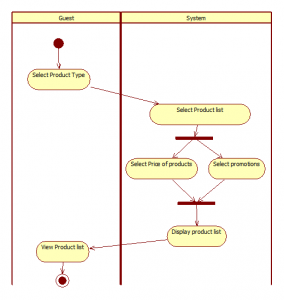 Guest
System
Select Product Type
Select Product list
Select Price of products
Select promotions
Display product list
View Product list